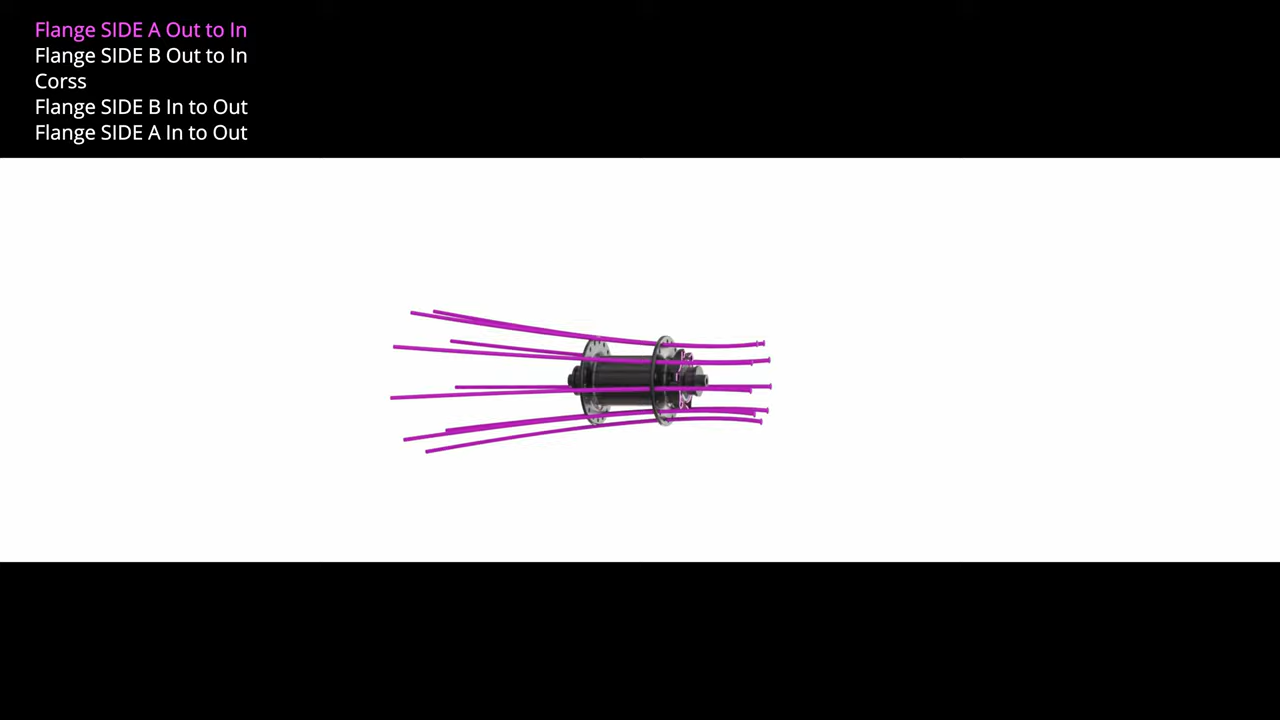 Flange SIDE A Out to In
Flange SIDE B Out to In
Corss
Flange SIDE B In to Out
Flange SIDE A In to Out